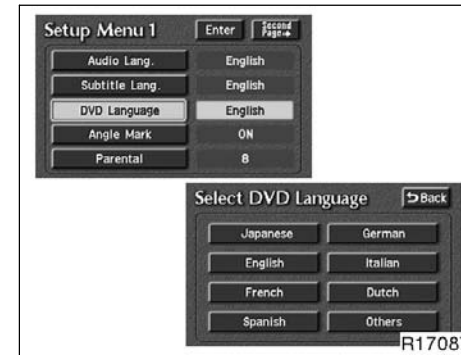 Setup Menu 1 Enter Second Page→
Audio Lang. English
Subtitle Lang. English
DVD Language English
Angle Mark ON
Parental 8
Select DVD Language Back
Japanese German
English Italian
French Dutch
Spanish Others
R1708